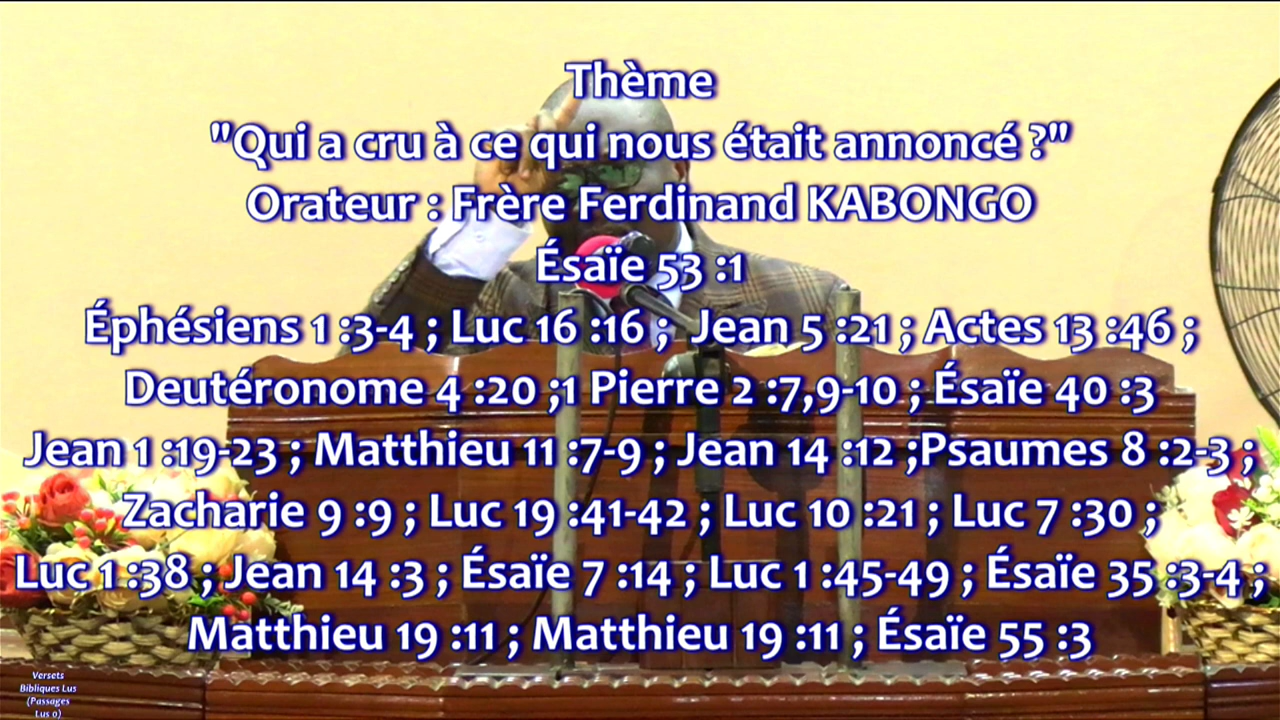 Thème
"Qui a cru à ce qui nous était annoncé ?"
Orateur : Frère Ferdinand KABONGO
Ésaïe 53 :1
Éphésiens 1 :3-4 ; Luc 16 :16 ; Jean 5 :21 ; Actes 13 :46 ;
Deutéronome 4 :20 ;1 Pierre 2 :7,9-10 ; Ésaïe 40 :3
Jean 1 :19-23 ; Matthieu 11 :7-9 ; Jean 14 :12 ;Psaumes 8 :2-3 ;
Zacharie 9 :9 ; Luc 19 :41-42 ; Luc 10 :21 ; Luc 7 :30 ;
Luc 1 :38 ; Jean 14 :3 ; Ésaïe 7 :14 ; Luc 1 :45-49 ; Ésaïe 35 :3-4 ;
Matthieu 19 :11 ; Matthieu 19 :11 ; Ésaïe 55 :3
Versets
Bibliques Lus
(Passages
Lus 0)